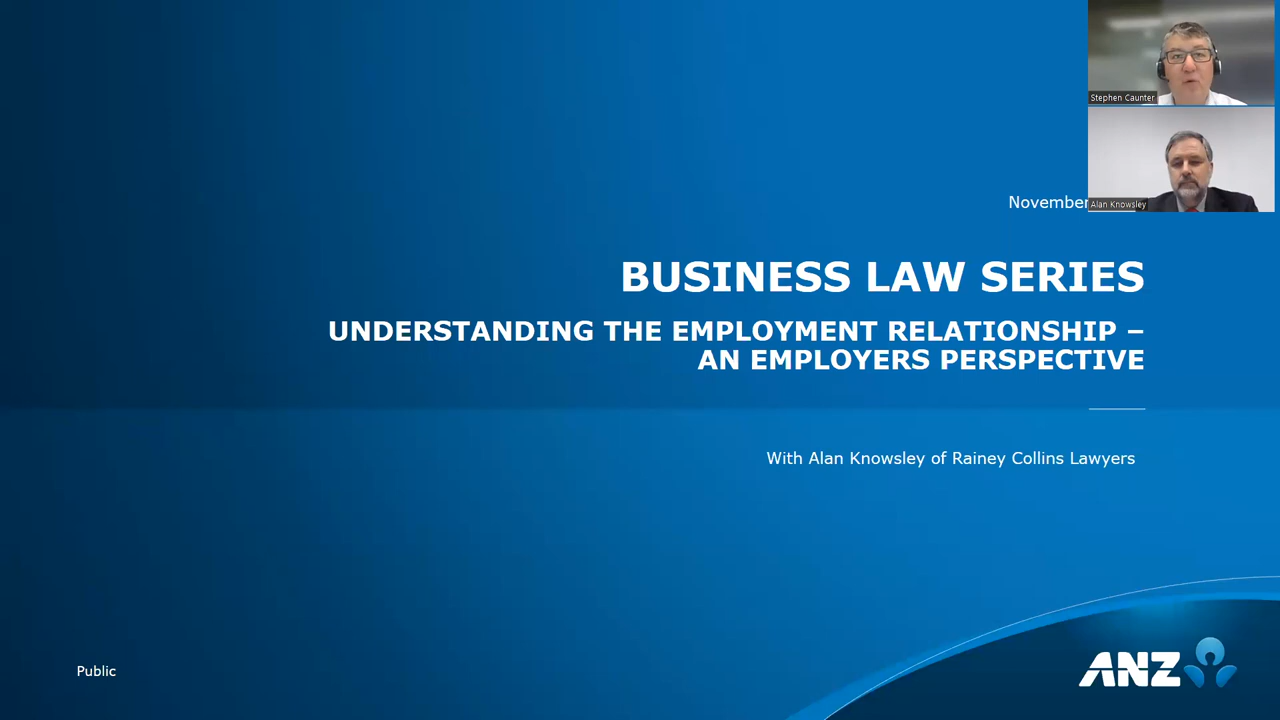 Stephen Caunter
Alan Knowsley
November
BUSINESS LAW SERIES
UNDERSTANDING THE EMPLOYMENT RELATIONSHIP –
AN EMPLOYERS PERSPECTIVE
With Alan Knowsley of Rainey Collins Lawyers
Public
ANZ